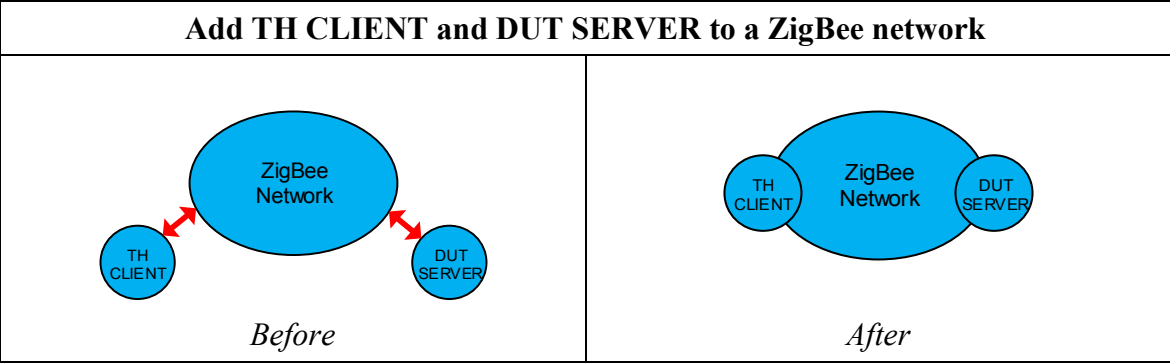 Add TH CLIENT and DUT SERVER to a ZigBee network
ZigBee
Network
TH
CLIENT
DUT
SERVER
Before
ZigBee
Network
TH
CLIENT
DUT
SERVER
After